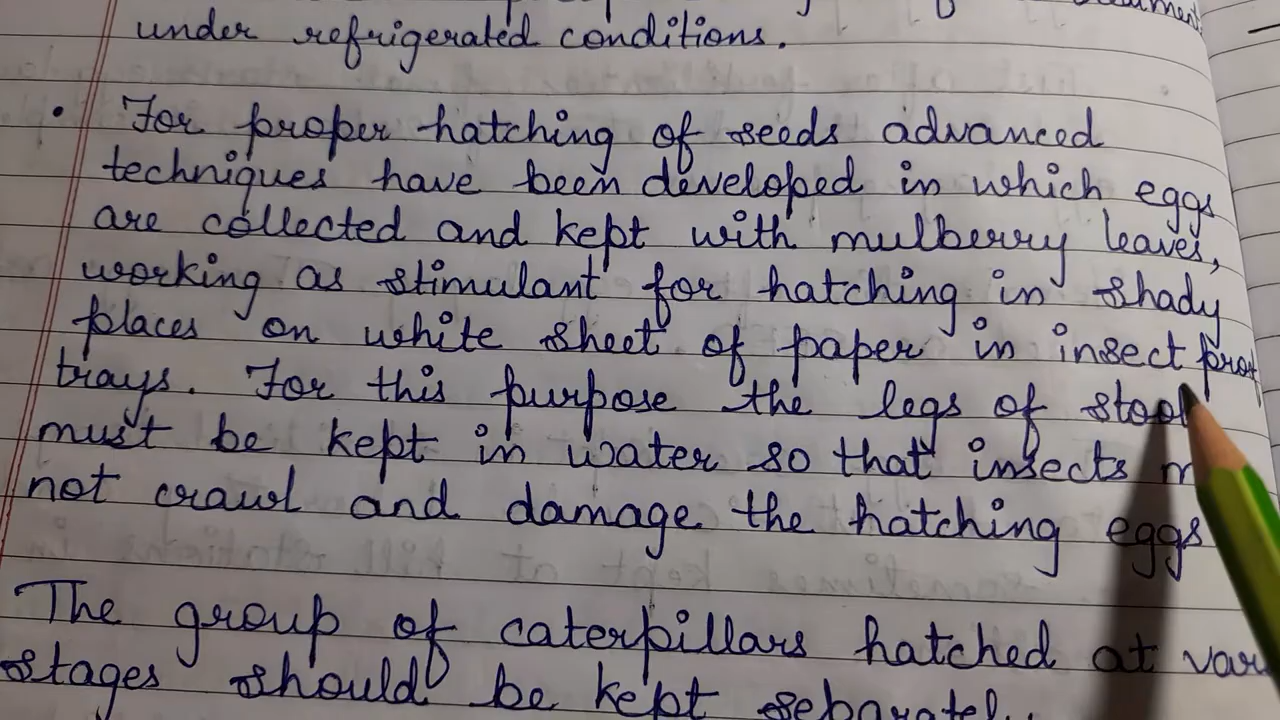 under refrigerated conditions.
• For proper hatching of seeds advanced
techniques have been developed in which eggs
are collected and kept with mulberry leaves,
working as stimulant for hatching in shady
places on white sheet of paper in insect proof
trays. For this purpose the legs of stool
must be kept in water so that insects
not crawl and damage the hatching eggs
The group of caterpillars hatched at
stages should be kept separately.